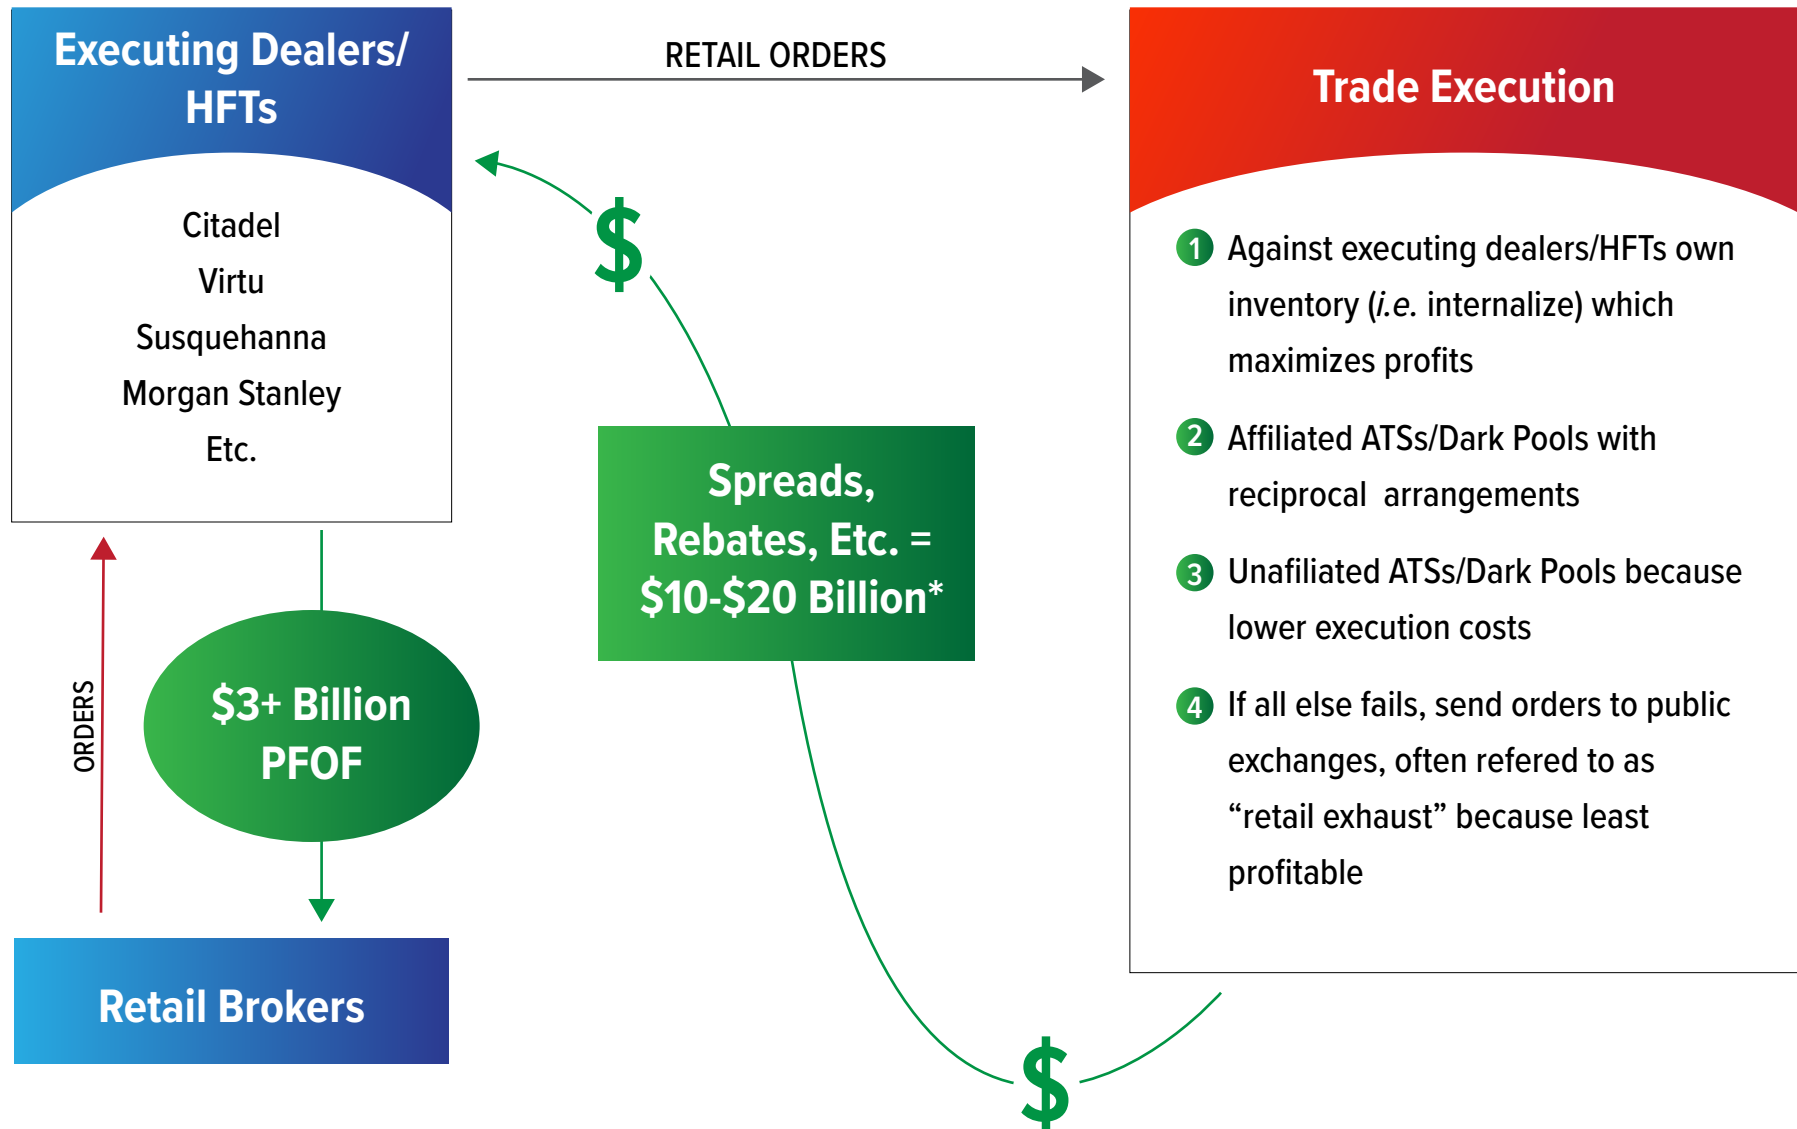 Executing Dealers/
HFTs
Citadel
Virtu
Susquehanna
Morgan Stanley
Etc.
RETAIL ORDERS
Trade Execution
1 Against executing dealers/HFTs own
inventory (i.e. internalize) which
maximizes profits
2 Affiliated ATSs/Dark Pools with
reciprocal arrangements
3 Unafiliated ATSs/Dark Pools because
lower execution costs
4 If all else fails, send orders to public
exchanges, often refered to as
“retail exhaust” because least
profitable
$
Spreads,
Rebates, Etc. =
$10-$20 Billion*
$
ORDERS
$3+ Billion
PFOF
Retail Brokers